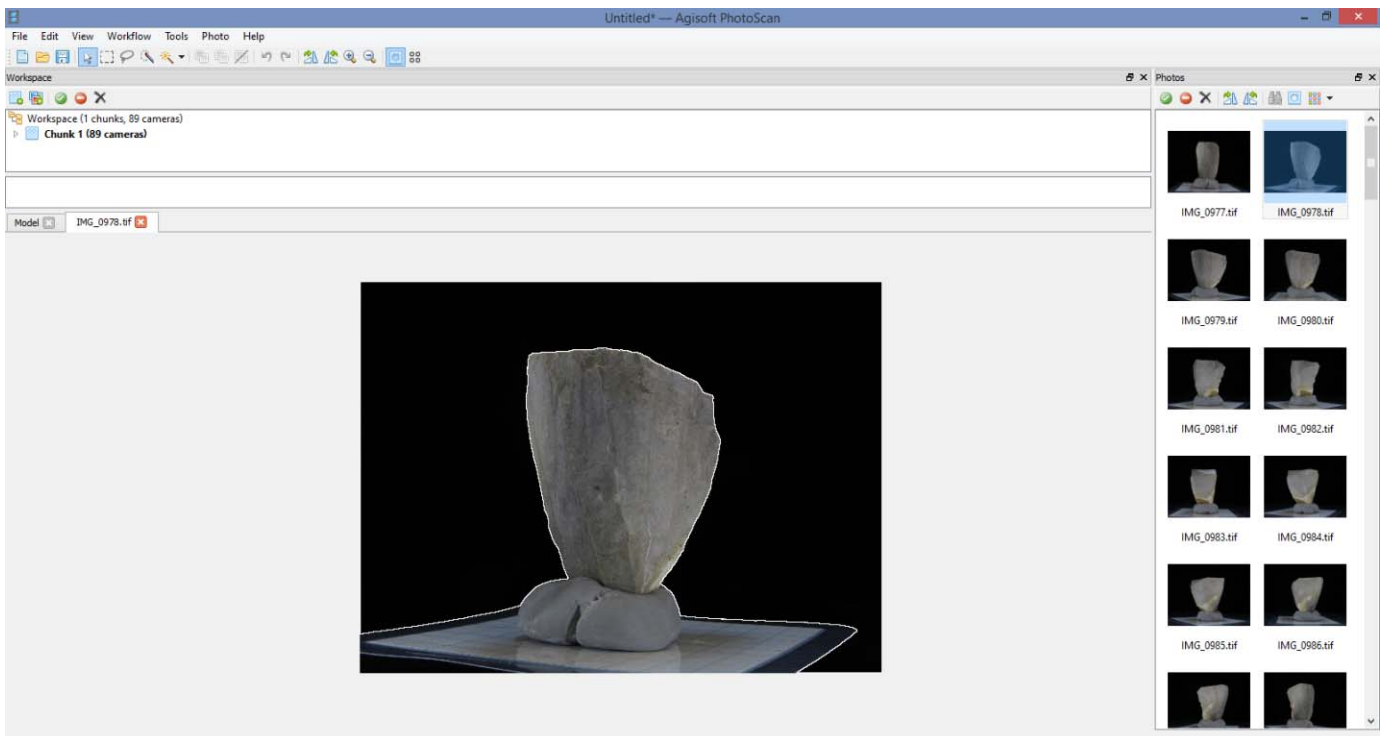 Untitled* — Agisoft PhotoScan
File Edit View Workflow Tools Photo Help
Workspace
Photos
Workspace (1 chunks, 89 cameras)
Chunk 1 (89 cameras)
Model
IMG_0978.tif
IMG_0977.tif IMG_0978.tif
IMG_0979.tif IMG_0980.tif
IMG_0981.tif IMG_0982.tif
IMG_0983.tif IMG_0984.tif
IMG_0985.tif IMG_0986.tif